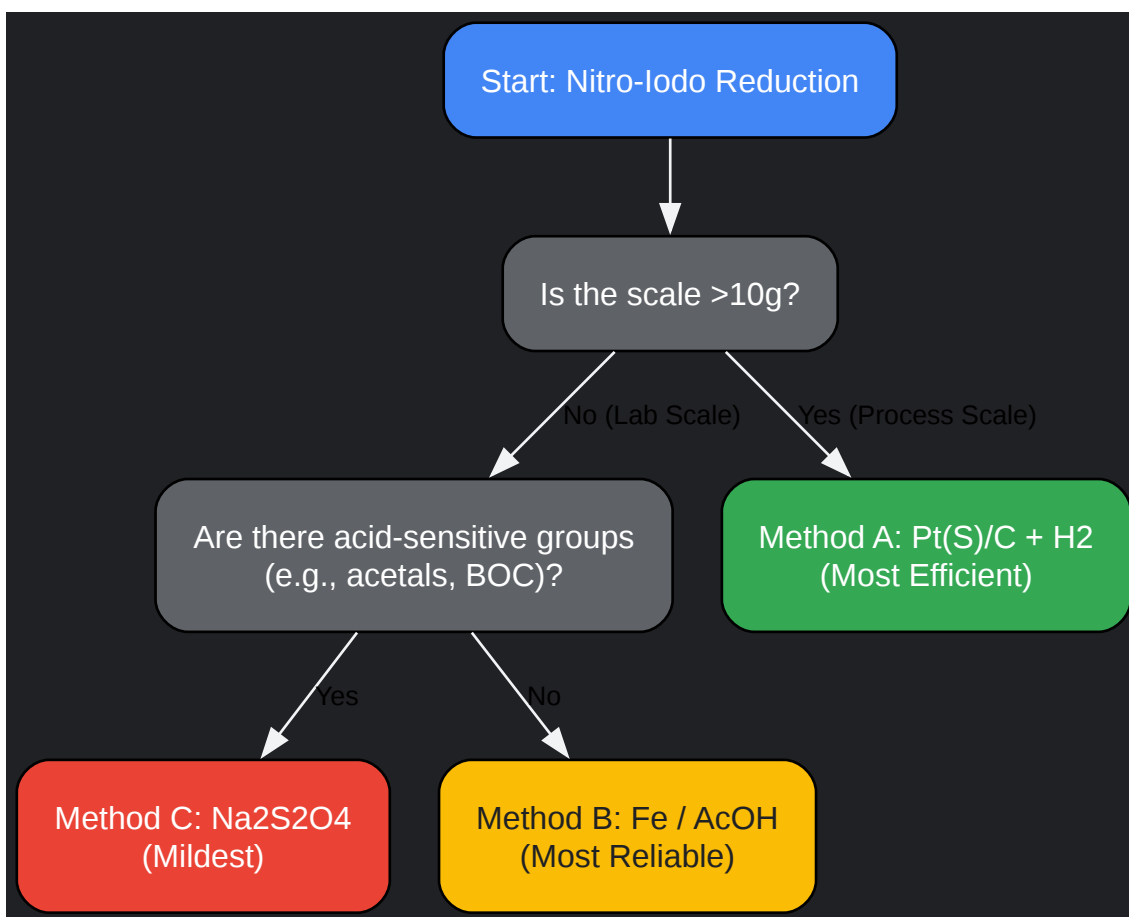 Start: Nitro-Iodo Reduction
Is the scale >10g?
No (Lab Scale)
Yes (Process Scale)
Are there acid-sensitive groups
(e.g., acetals, BOC)?
Method A: Pt(S)/C + H2
(Most Efficient)
Yes
No
Method C: Na2S2O4
(Mildest)
Method B: Fe / AcOH
(Most Reliable)